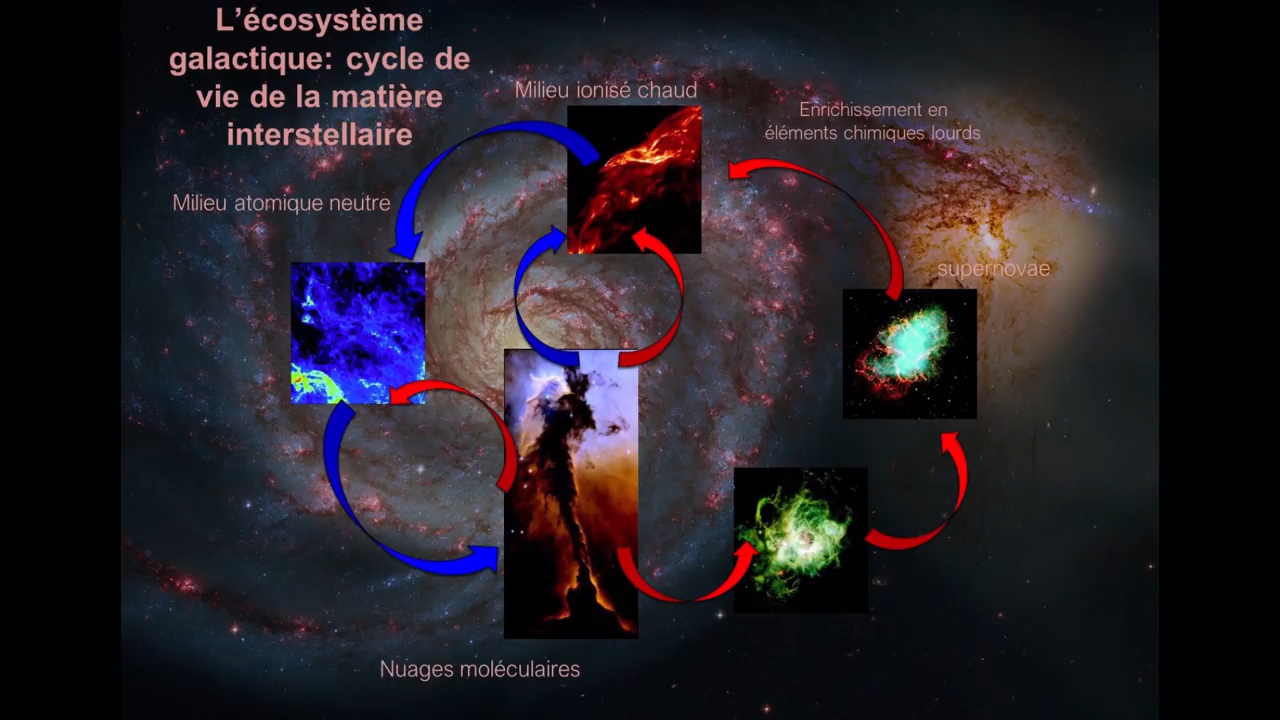 L’écosystème
galactique: cycle de
vie de la matière
interstellaire
Milieu ionisé chaud
Enrichissement en
éléments chimiques lourds
Milieu atomique neutre
supernovae
Nuages moléculaires